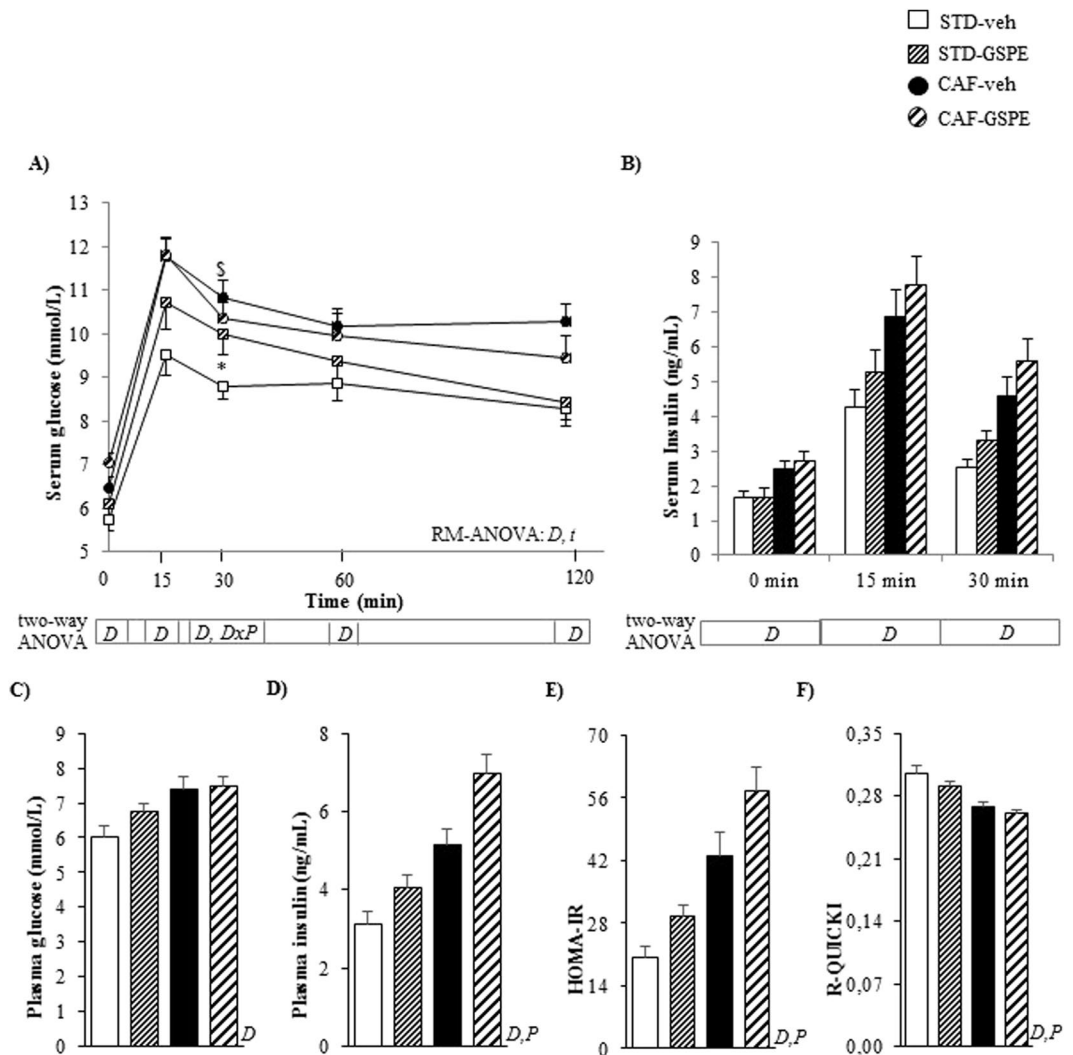 STD-veh
STD-GSPE
CAF-veh
CAF-GSPE
A)
13
12
11
10
9
8
7
6
5
Serum glucose (mmol/L)
$
*
RM-ANOVA: D, t
0 15 30 60 120
Time (min)
two-way
ANOVA
D D D, DxP D D
B)
9
8
7
6
5
4
3
2
1
0
Serum Insulin (ng/mL)
0 min 15 min 30 min
two-way
ANOVA
D D D
C)
9
8
7
6
5
4
3
2
1
0
Plasma glucose (mmol/L)
D
D)
8
6
4
2
0
Plasma insulin (ng/mL)
D,P
E)
70
56
42
28
14
0
HOMA-IR
D,P
F)
0,35
0,28
0,21
0,14
0,07
0,00
R-QUICKI
D,P